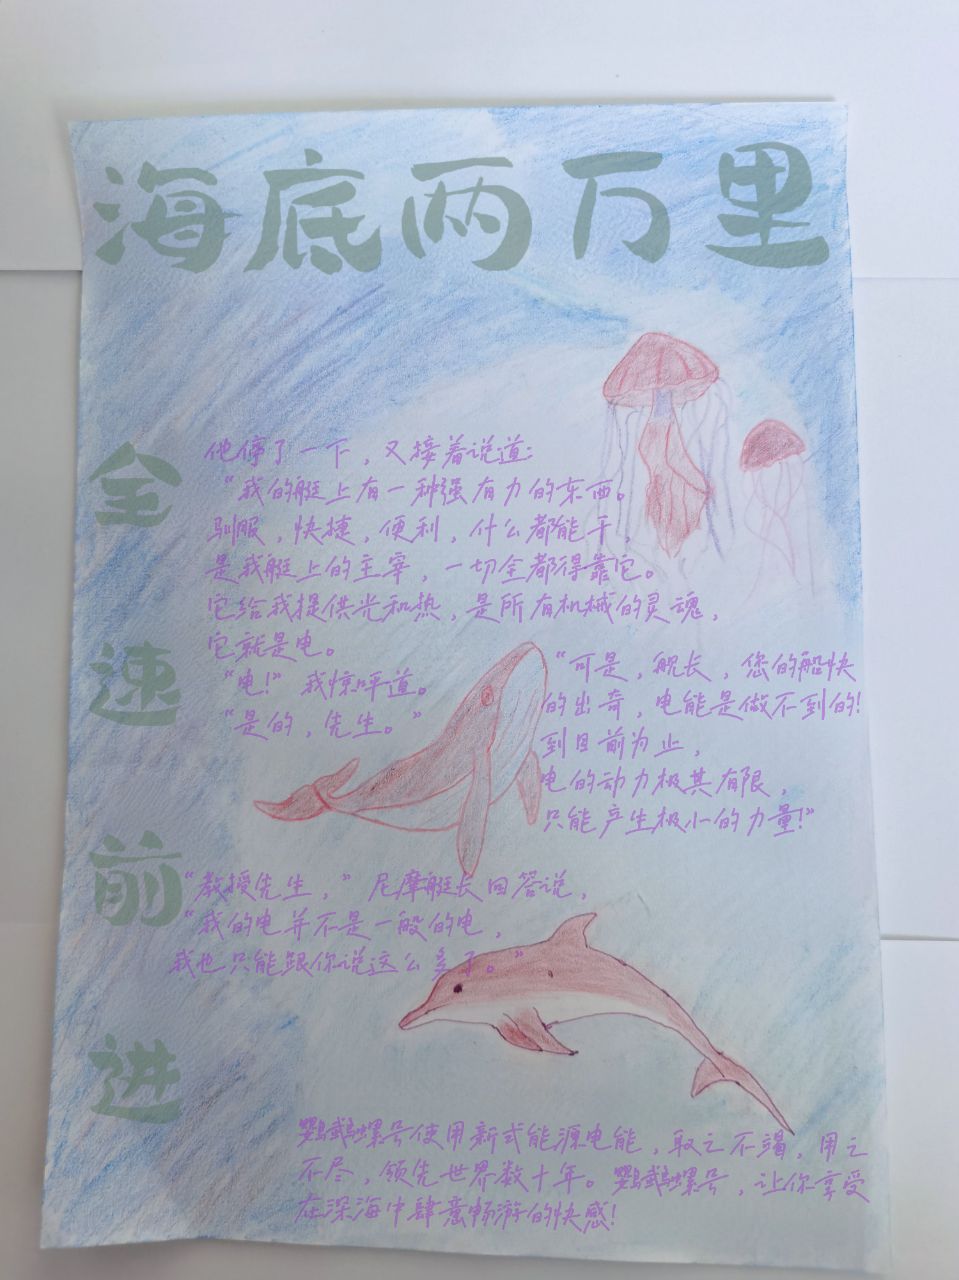 海底两万里
全速前进
他停了一下，又接着说道：
“我的艇上有一种强有力的东西。
驯服，快捷，便利，什么都能干，
是我艇上的主宰，一切全都得靠它。
它给我提供光和热，是所有机械的灵魂，
它就是电。
“电!”我惊呼道。
“是的，先生。”
“可是，舰长，您的船快
的出奇，电能是做不到的!
到目前为止，
电的动力极其有限，
只能产生极小的力量!”
“教授先生，”尼摩艇长回答说，
“我的电并不是一般的电，
我也只能跟你说这么多了。”
鹦鹉螺号使用新式能源电能，取之不竭，用之
不尽，领先世界数十年。鹦鹉螺号，让你享受
在深海中肆意畅游的快感!